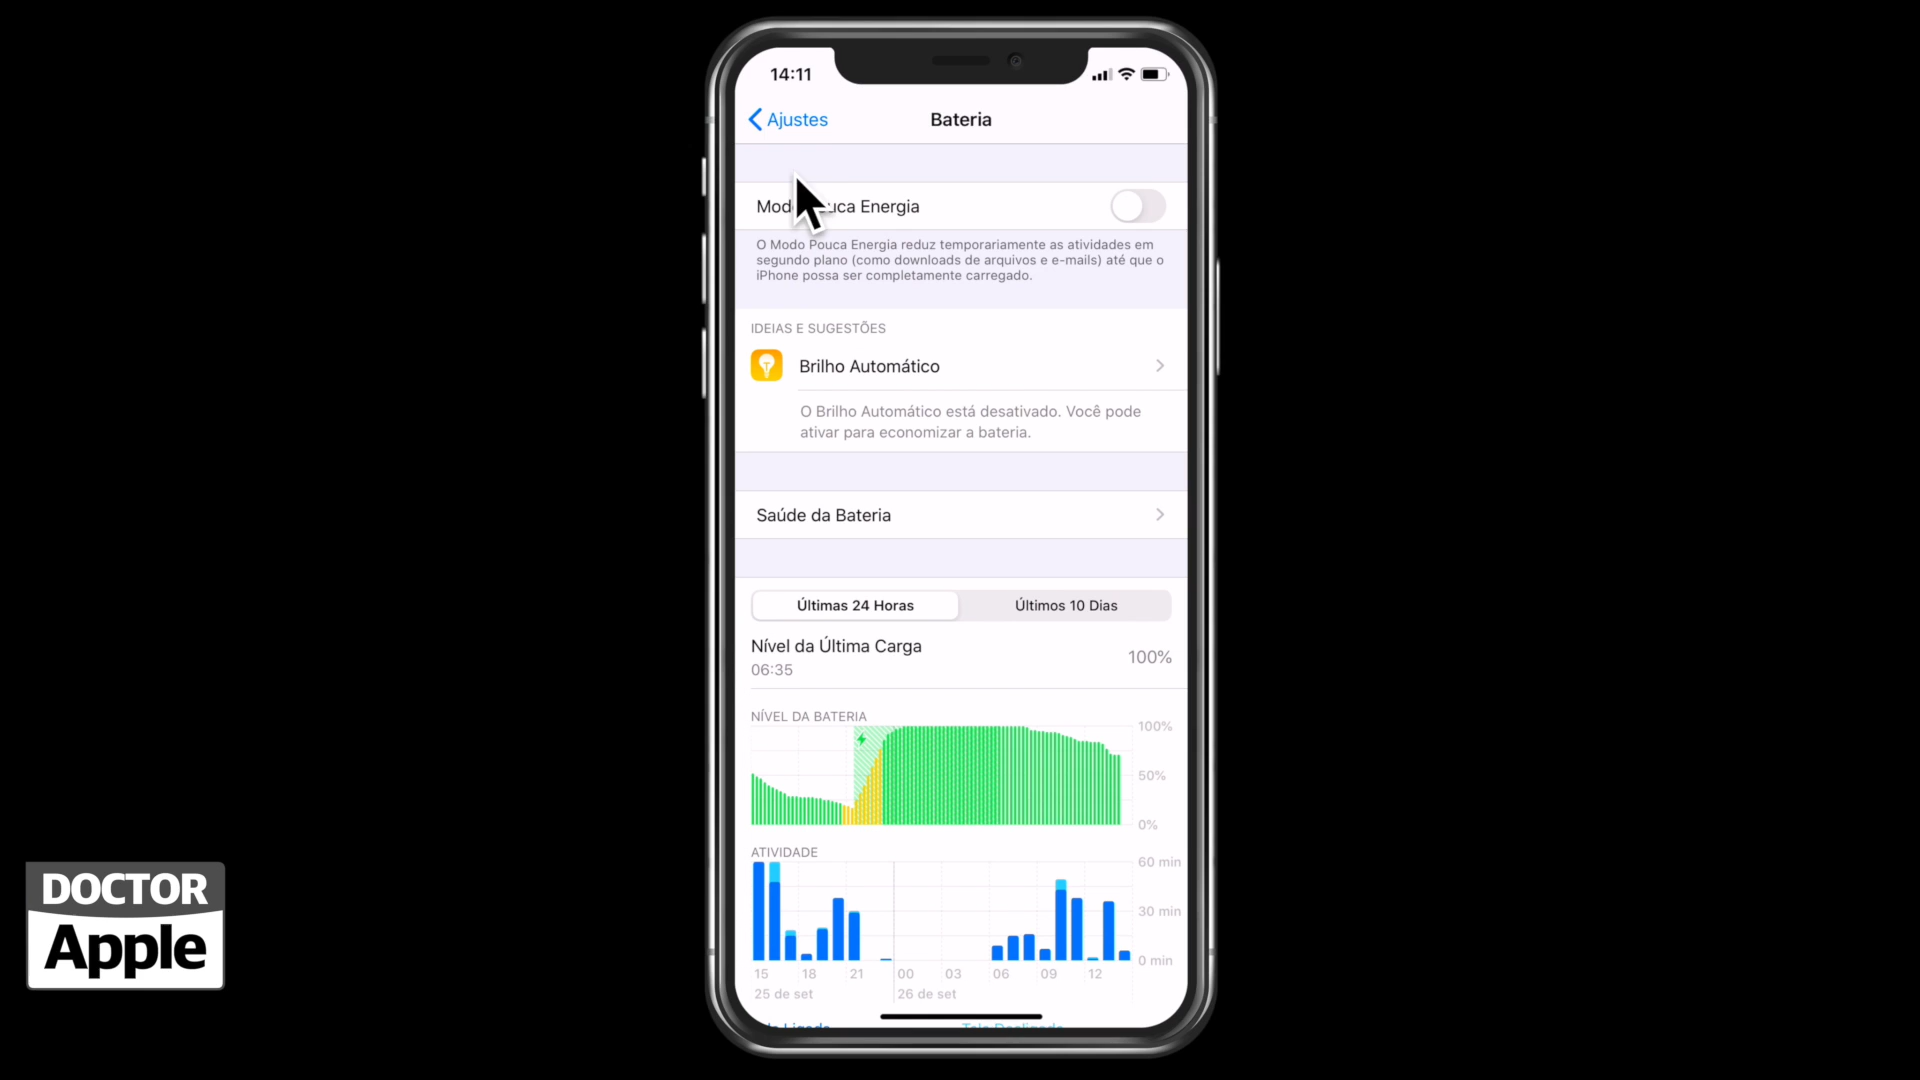 14:11
Ajustes
Bateria
Modo Pouca Energia
O Modo Pouca Energia reduz temporariamente as atividades em
segundo plano (como downloads de arquivos e e-mails) até que o
iPhone possa ser completamente carregado.
IDEIAS E SUGESTÕES
Brilho Automático
O Brilho Automático está desativado. Você pode
ativar para economizar a bateria.
Saúde da Bateria
Últimas 24 Horas
Últimos 10 Dias
Nível da Última Carga
06:35
100%
NÍVEL DA BATERIA
100%
50%
0%
ATIVIDADE
60 min
30 min
0 min
15 18 21 00 03 06 09 12
25 de set
26 de set
DOCTOR
Apple